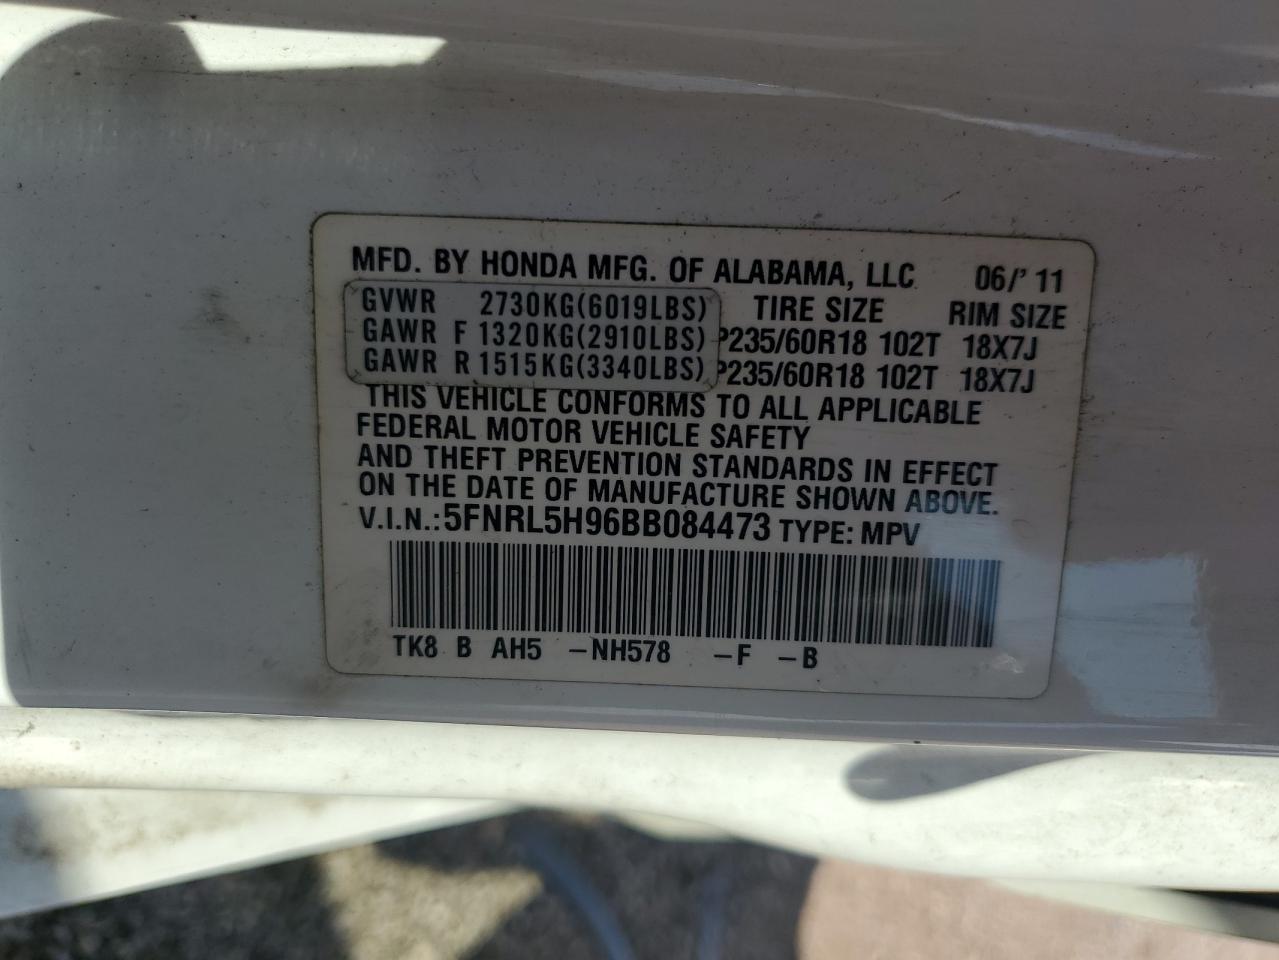 MFD. BY HONDA MFG. OF ALABAMA, LLC 06/'11
GVWR 2730KG(6019LBS) TIRE SIZE RIM SIZE
GAWR F 1320KG(2910LBS) P235/60R18 102T 18X7J
GAWR R 1515KG(3340LBS) P235/60R18 102T 18X7J
THIS VEHICLE CONFORMS TO ALL APPLICABLE
FEDERAL MOTOR VEHICLE SAFETY
AND THEFT PREVENTION STANDARDS IN EFFECT
ON THE DATE OF MANUFACTURE SHOWN ABOVE.
V.I.N.:5FNRL5H96BB084473 TYPE: MPV
TK8 B AH5 -NH578 -F -B